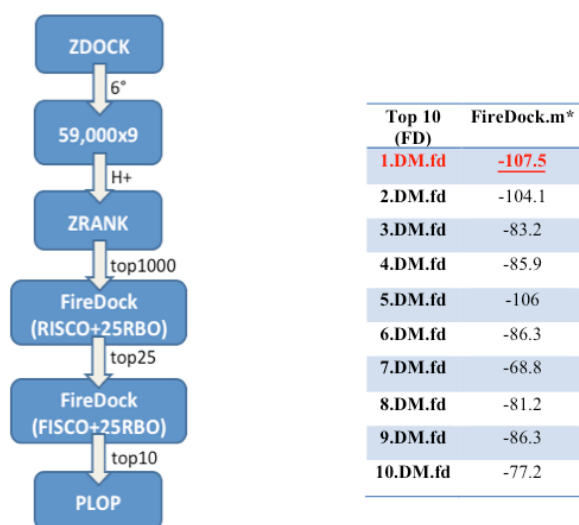 ZDOCK
6°
59,000x9
H+
ZRANK
top1000
FireDock
(RISCO+25RBO)
top25
FireDock
(FISCO+25RBO)
top10
PLOP
Top 10 FireDock.m*
(FD)
1.DM.fd -107.5
2.DM.fd -104.1
3.DM.fd -83.2
4.DM.fd -85.9
5.DM.fd -106
6.DM.fd -86.3
7.DM.fd -68.8
8.DM.fd -81.2
9.DM.fd -86.3
10.DM.fd -77.2